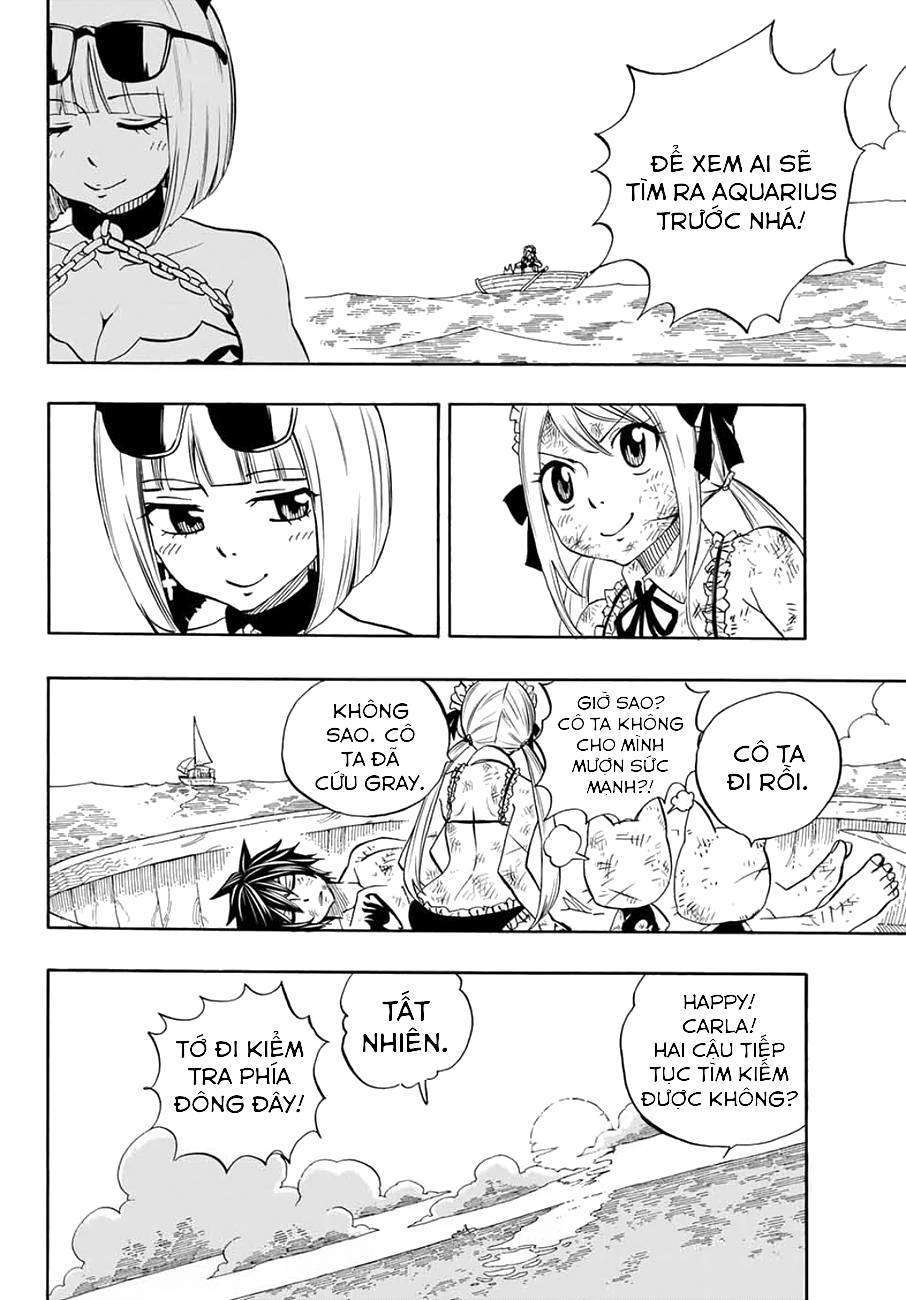 ĐỂ XEM AI SẼ
TÌM RA AQUARIUS
TRƯỚC NHÁ!
CÔ TA
ĐI RỒI.
GIỜ SAO?
CÔ TA KHÔNG
CHO MÌNH
MƯỢN SỨC
MẠNH?!
KHÔNG
SAO. CÔ
TA ĐÃ
CỨU GRAY.
HAPPY!
CARLA!
HAI CẬU TIẾP
TỤC TÌM KIẾM
ĐƯỢC KHÔNG?
TẤT
NHIÊN.
TỚ ĐI KIỂM
TRA PHÍA
ĐÔNG ĐÂY!